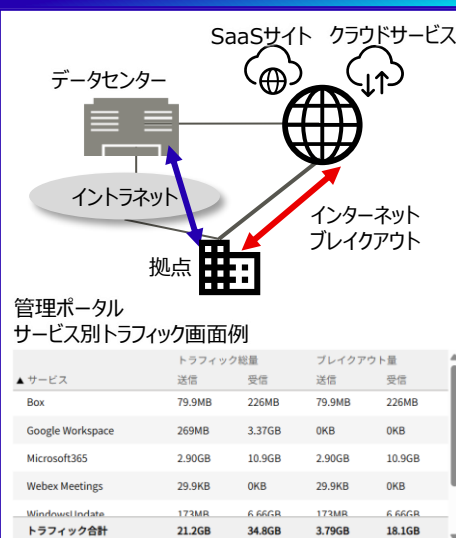 SaaSサイト クラウドサービス
データセンター
イントラネット
インターネット
ブレイクアウト
拠点
管理ポータル
サービス別トラフィック画面例
トラフィック総量 ブレイクアウト量
▲ サービス 送信 受信 送信 受信
Box 79.9MB 226MB 79.9MB 226MB
Google Workspace 269MB 3.37GB 0KB 0KB
Microsoft365 2.90GB 10.9GB 2.90GB 10.9GB
Webex Meetings 29.9KB 0KB 29.9KB 0KB
WindowsUpdate 173MB 6.66GB 173MB 6.66GB
トラフィック合計 21.2GB 34.8GB 3.79GB 18.1GB